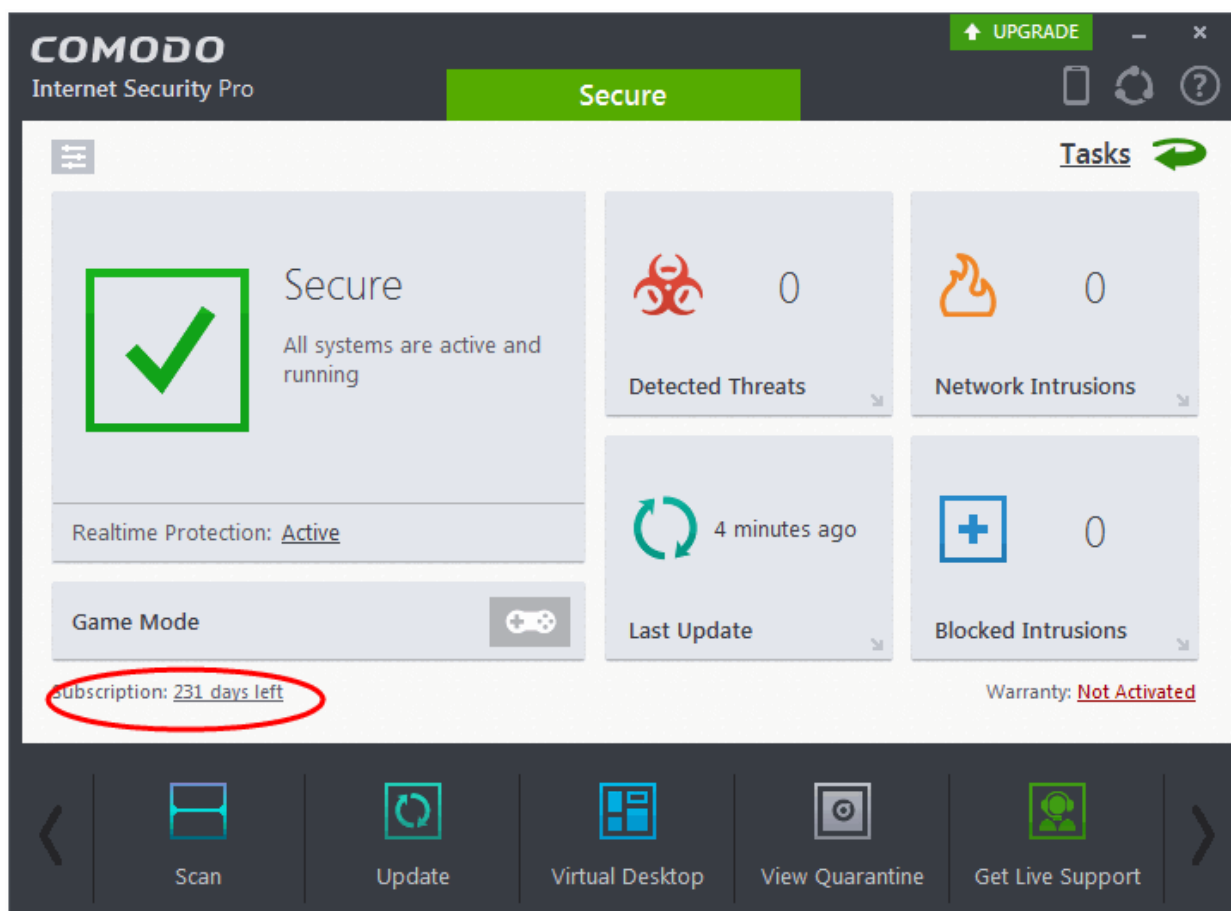 COMODO
Internet Security Pro
UPGRADE
Secure
Tasks
Secure
All systems are active and
running
Realtime Protection: Active
Game Mode
0
Detected Threats
0
Network Intrusions
4 minutes ago
Last Update
0
Blocked Intrusions
Subscription: 231 days left
Warranty: Not Activated
Scan
Update
Virtual Desktop
View Quarantine
Get Live Support